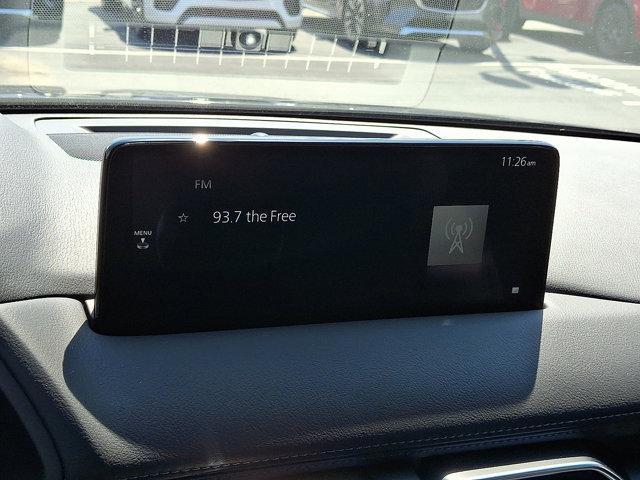 11:26am
FM
93.7 the Free
MENU